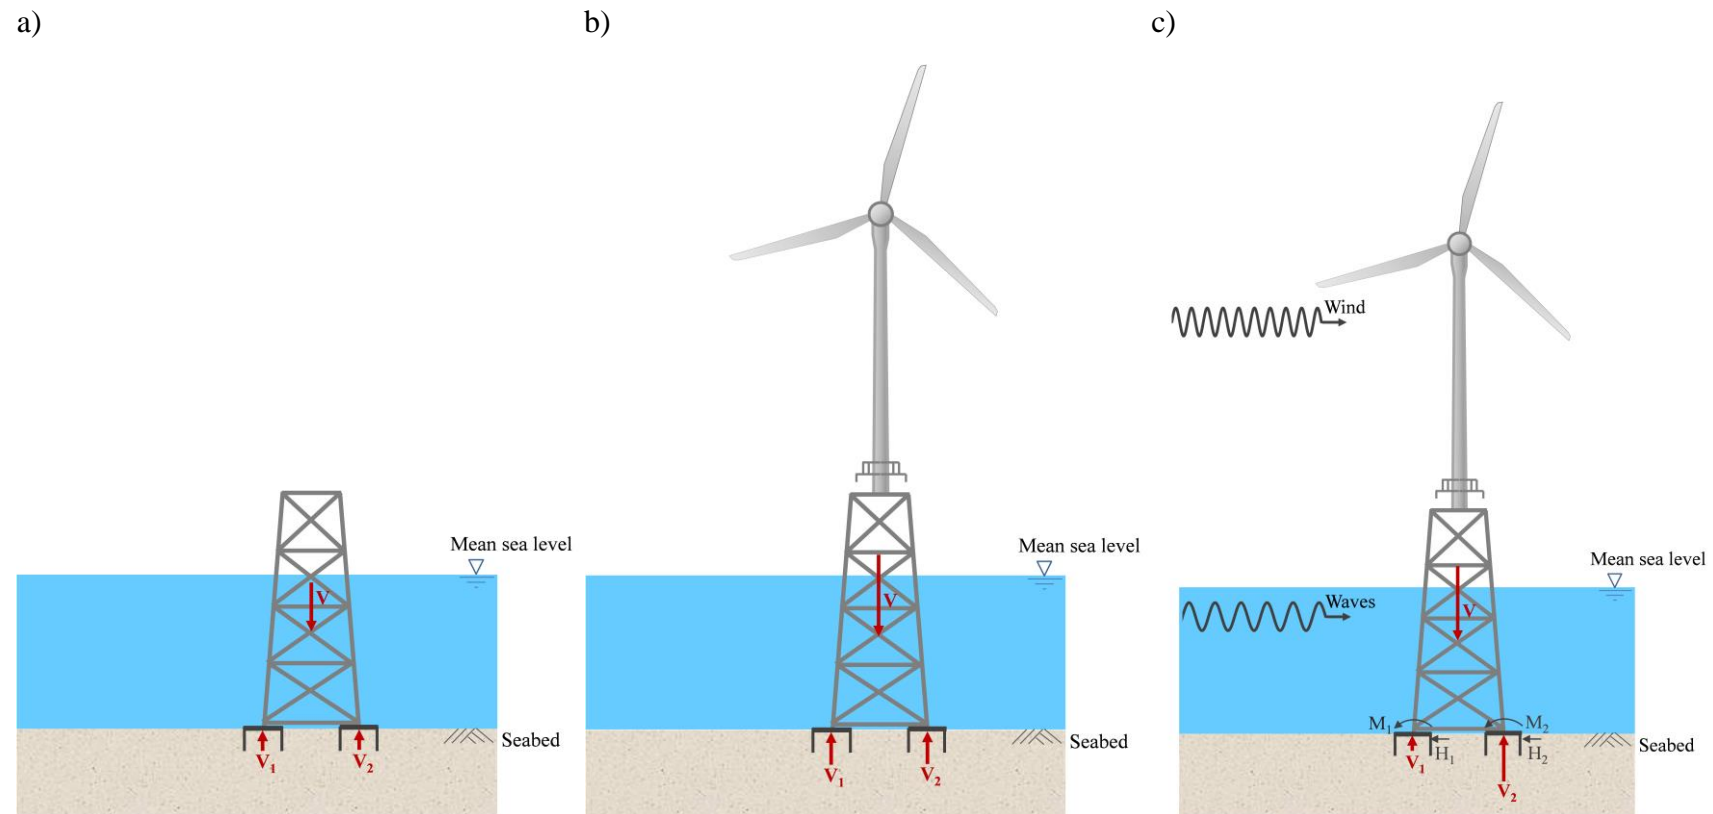 a)
b)
c)
Mean sea level
V
V₁
V₂
Seabed
Mean sea level
V
V₁
V₂
Seabed
Wind
Mean sea level
Waves
V
M₁
M₂
V₁
H₁
H₂
V₂
Seabed